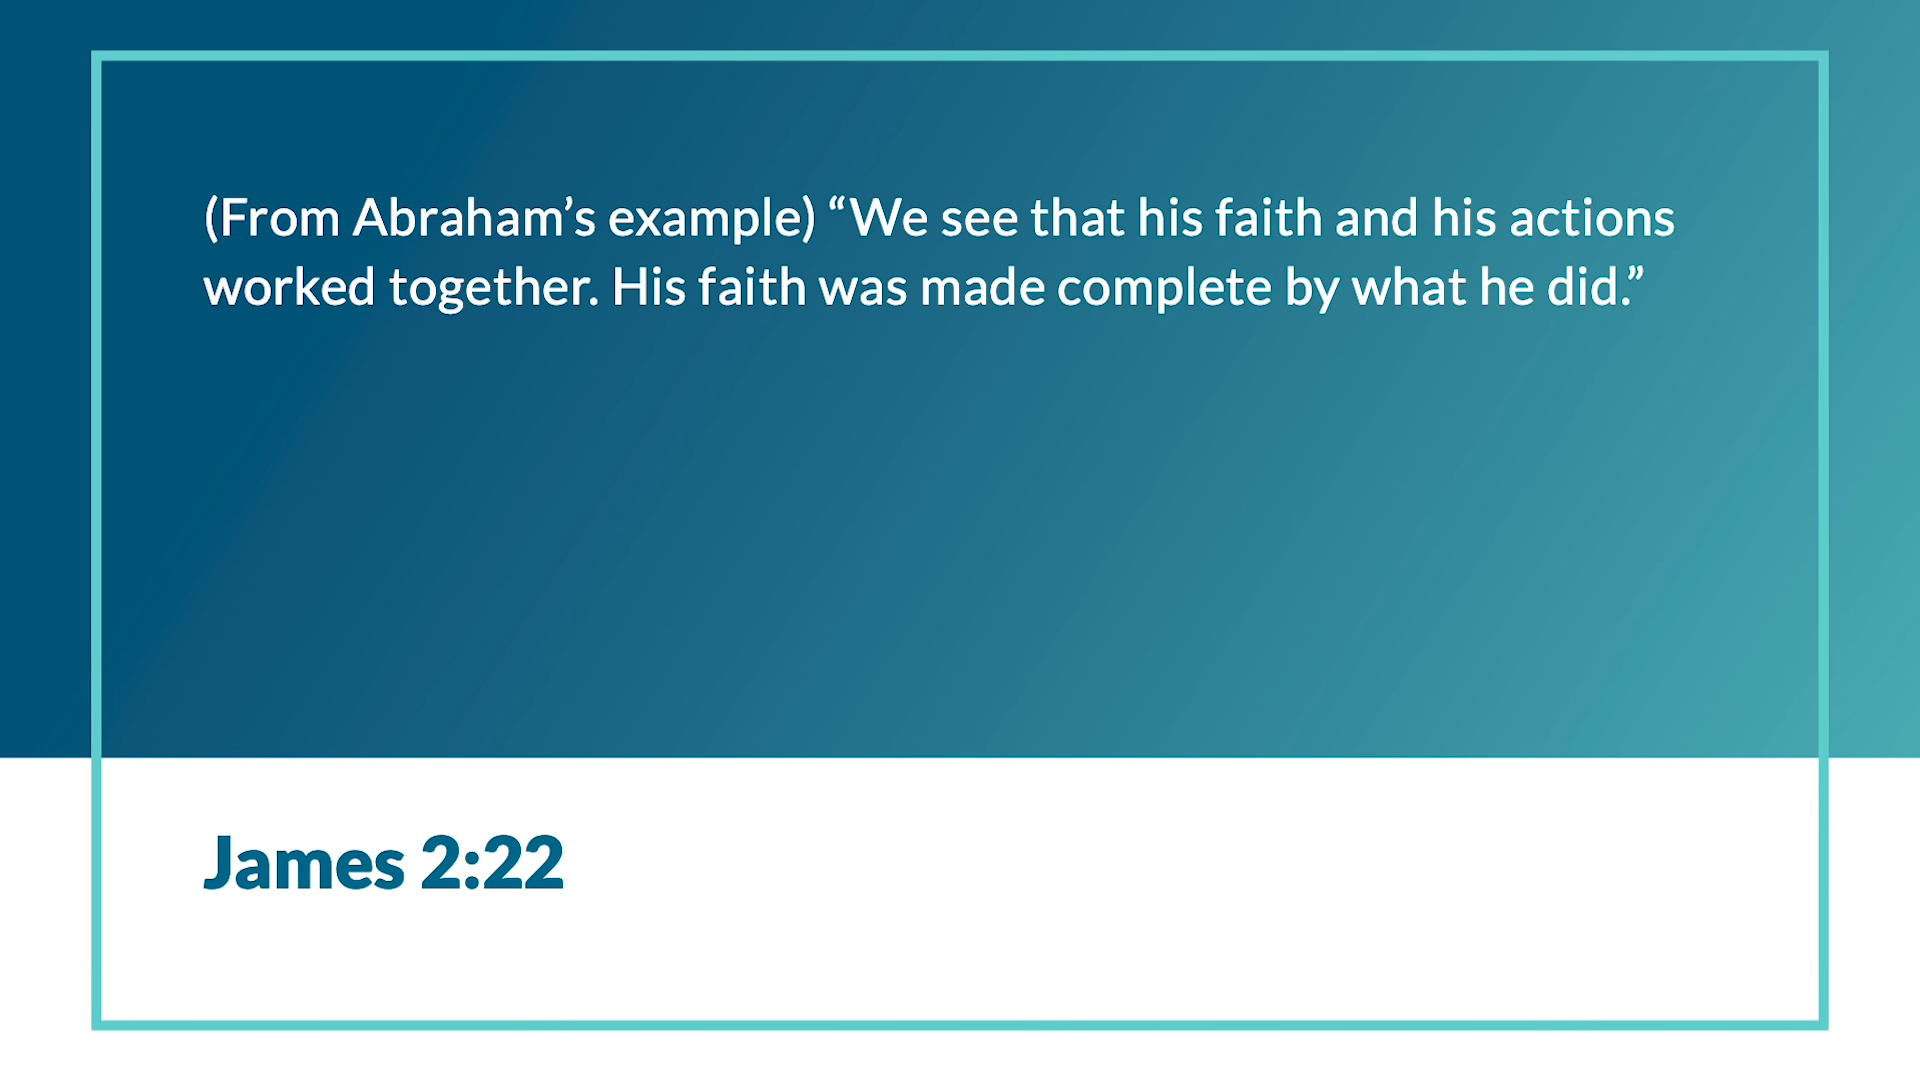 (From Abraham’s example) “We see that his faith and his actions
worked together. His faith was made complete by what he did.”
James 2:22